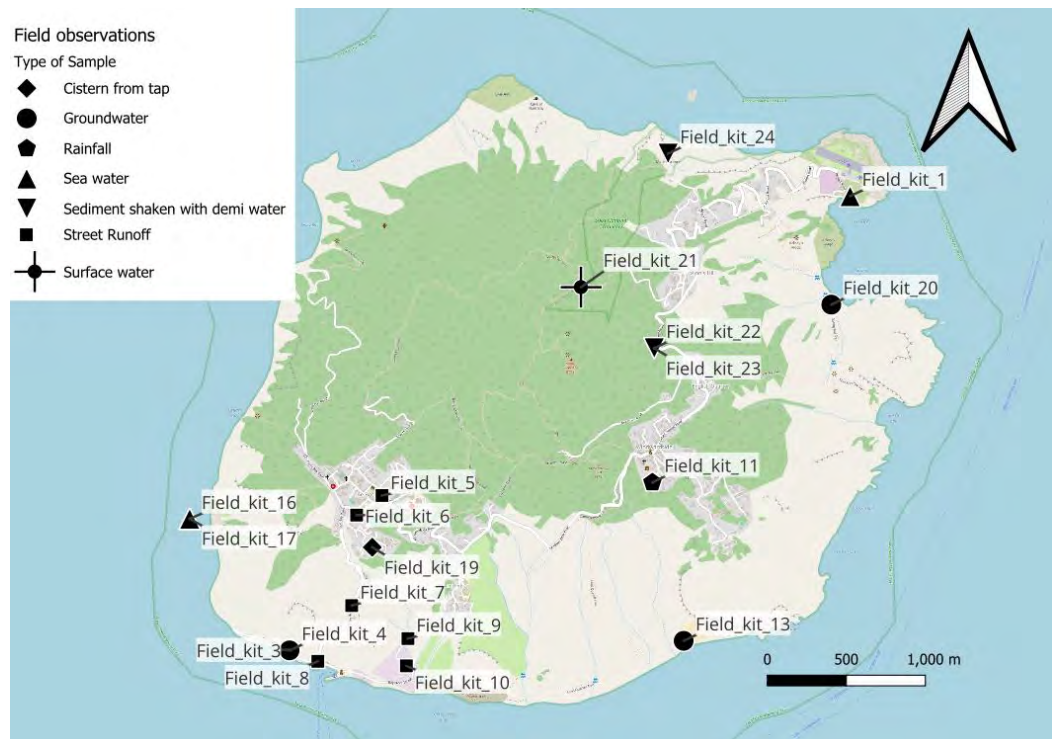 Field observations
Type of Sample
Cistern from tap
Groundwater
Rainfall
Sea water
Sediment shaken with demi water
Street Runoff
Surface water
Field_kit_24
Field_kit_1
Field_kit_21
Field_kit_20
Field_kit_22
Field_kit_23
Field_kit_11
Field_kit_5
Field_kit_16
Field_kit_6
Field_kit_17
Field_kit_19
Field_kit_7
Field_kit_13
Field_kit_9
Field_kit_4
Field_kit_3
Field_kit_8
Field_kit_10
0 500 1,000 m